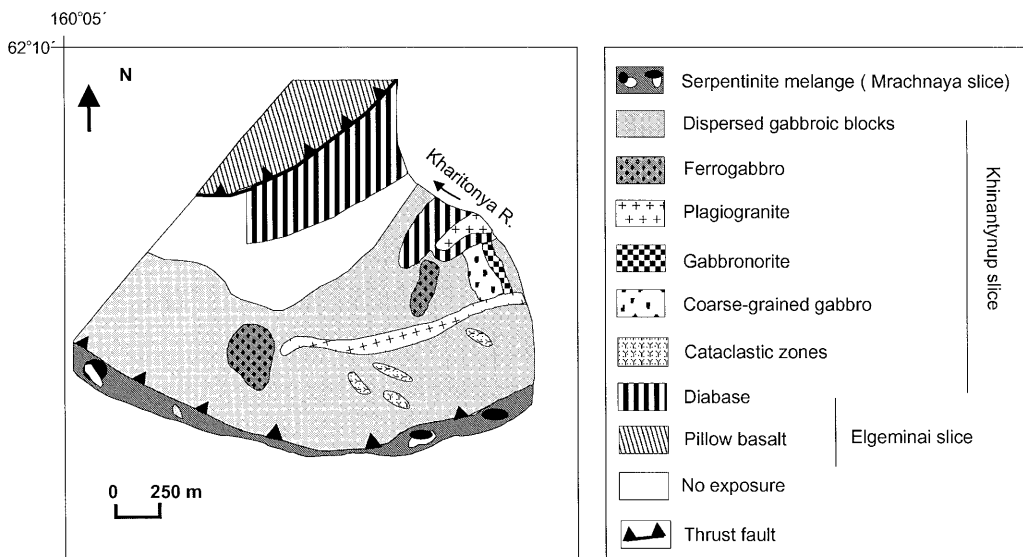 160°05´
62°10´
N
Kharitonya R.
0 250 m
Serpentinite melange ( Mrachnaya slice)
Dispersed gabbroic blocks
Ferrogabbro
Plagiogranite
Gabbronorite
Coarse-grained gabbro
Cataclastic zones
Diabase
Pillow basalt
No exposure
Thrust fault
Khinantynup slice
Elgeminai slice